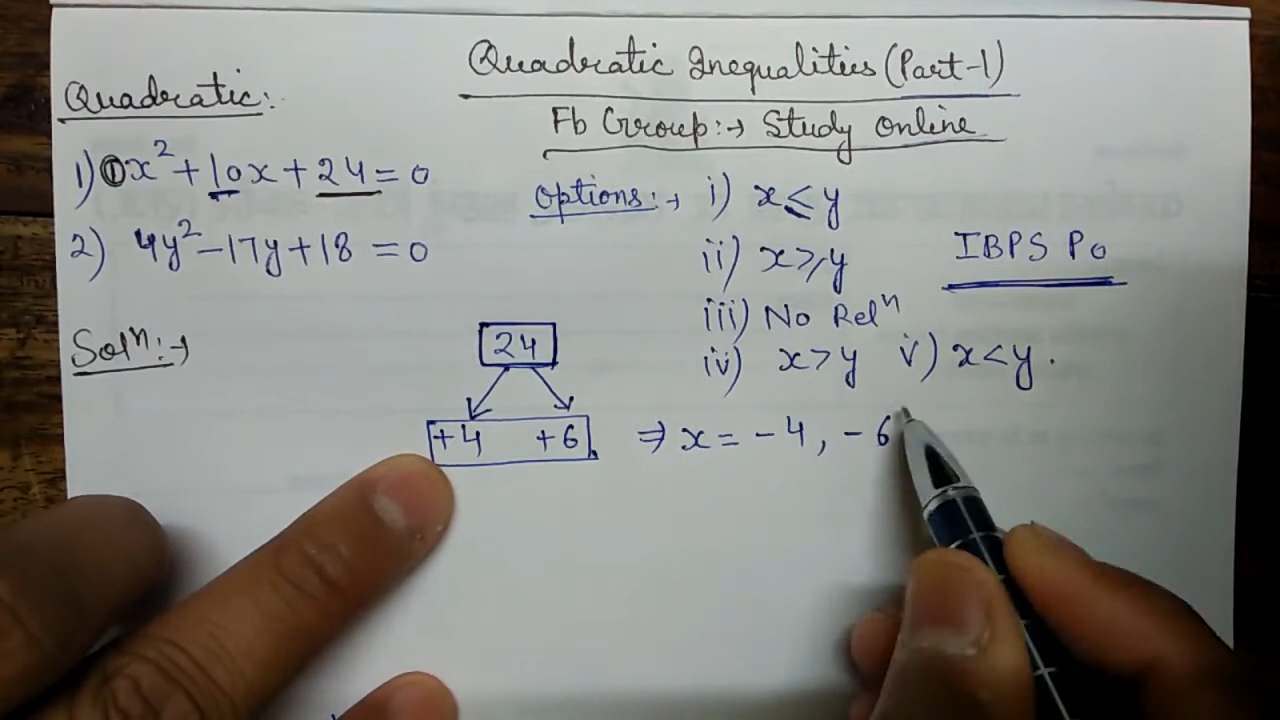 Quadratic Inequalities (Part-1)
Fb Group:→ Study Online
Quadratic:
1) 1x²+10x+24=0
2) 4y²-17y+18=0
Options:→ i) x≤y
ii) x≥y
iii) No Relⁿ
iv) x>y v) x<y.
IBPS PO
Solⁿ:→
24
+4 +6 ⇒ x = -4, -6